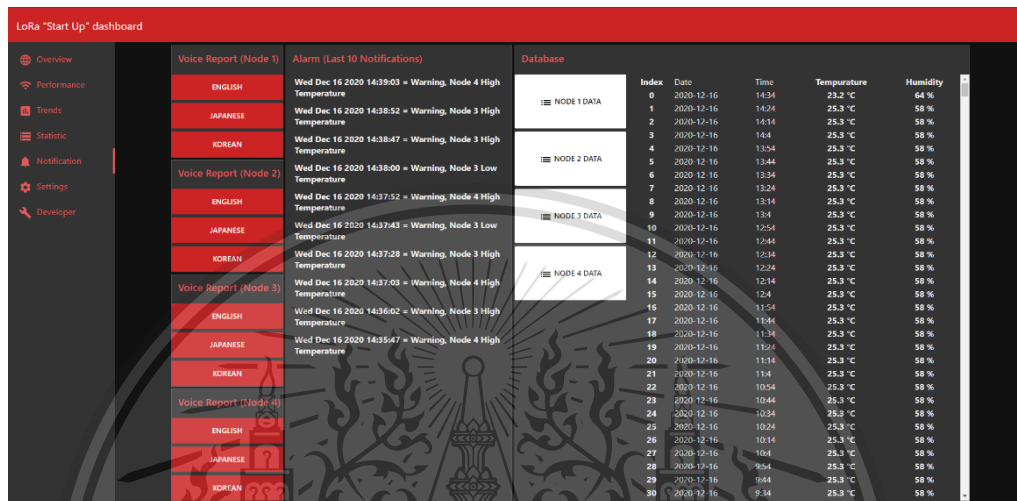 LoRa "Start Up" dashboard
Overview
Performance
Trends
Statistic
Notification
Settings
Developer
Voice Report (Node 1)
ENGLISH
JAPANESE
KOREAN
Voice Report (Node 2)
ENGLISH
JAPANESE
KOREAN
Voice Report (Node 3)
ENGLISH
JAPANESE
KOREAN
Voice Report (Node 4)
ENGLISH
JAPANESE
KOREAN
Alarm (Last 10 Notifications)
Wed Dec 16 2020 14:39:03 = Warning, Node 4 High
Temperature
Wed Dec 16 2020 14:38:52 = Warning, Node 3 High
Temperature
Wed Dec 16 2020 14:38:47 = Warning, Node 3 High
Temperature
Wed Dec 16 2020 14:38:00 = Warning, Node 3 Low
Temperature
Wed Dec 16 2020 14:37:52 = Warning, Node 4 High
Temperature
Wed Dec 16 2020 14:37:43 = Warning, Node 3 Low
Temperature
Wed Dec 16 2020 14:37:28 = Warning, Node 3 High
Temperature
Wed Dec 16 2020 14:37:03 = Warning, Node 4 High
Temperature
Wed Dec 16 2020 14:36:02 = Warning, Node 3 High
Temperature
Wed Dec 16 2020 14:35:47 = Warning, Node 4 High
Temperature
Database
NODE 1 DATA
NODE 2 DATA
NODE 3 DATA
NODE 4 DATA
Index Date Time Tempurature Humidity
0 2020-12-16 14:34 23.2 °C 64 %
1 2020-12-16 14:24 25.3 °C 58 %
2 2020-12-16 14:14 25.3 °C 58 %
3 2020-12-16 14:4 25.3 °C 58 %
4 2020-12-16 13:54 25.3 °C 58 %
5 2020-12-16 13:44 25.3 °C 58 %
6 2020-12-16 13:34 25.3 °C 58 %
7 2020-12-16 13:24 25.3 °C 58 %
8 2020-12-16 13:14 25.3 °C 58 %
9 2020-12-16 13:4 25.3 °C 58 %
10 2020-12-16 12:54 25.3 °C 58 %
11 2020-12-16 12:44 25.3 °C 58 %
12 2020-12-16 12:34 25.3 °C 58 %
13 2020-12-16 12:24 25.3 °C 58 %
14 2020-12-16 12:14 25.3 °C 58 %
15 2020-12-16 12:4 25.3 °C 58 %
16 2020-12-16 11:54 25.3 °C 58 %
17 2020-12-16 11:44 25.3 °C 58 %
18 2020-12-16 11:34 25.3 °C 58 %
19 2020-12-16 11:24 25.3 °C 58 %
20 2020-12-16 11:14 25.3 °C 58 %
21 2020-12-16 11:4 25.3 °C 58 %
22 2020-12-16 10:54 25.3 °C 58 %
23 2020-12-16 10:44 25.3 °C 58 %
24 2020-12-16 10:34 25.3 °C 58 %
25 2020-12-16 10:24 25.3 °C 58 %
26 2020-12-16 10:14 25.3 °C 58 %
27 2020-12-16 10:4 25.3 °C 58 %
28 2020-12-16 9:54 25.3 °C 58 %
29 2020-12-16 9:44 25.3 °C 58 %
30 2020-12-16 9:34 25.3 °C 58 %